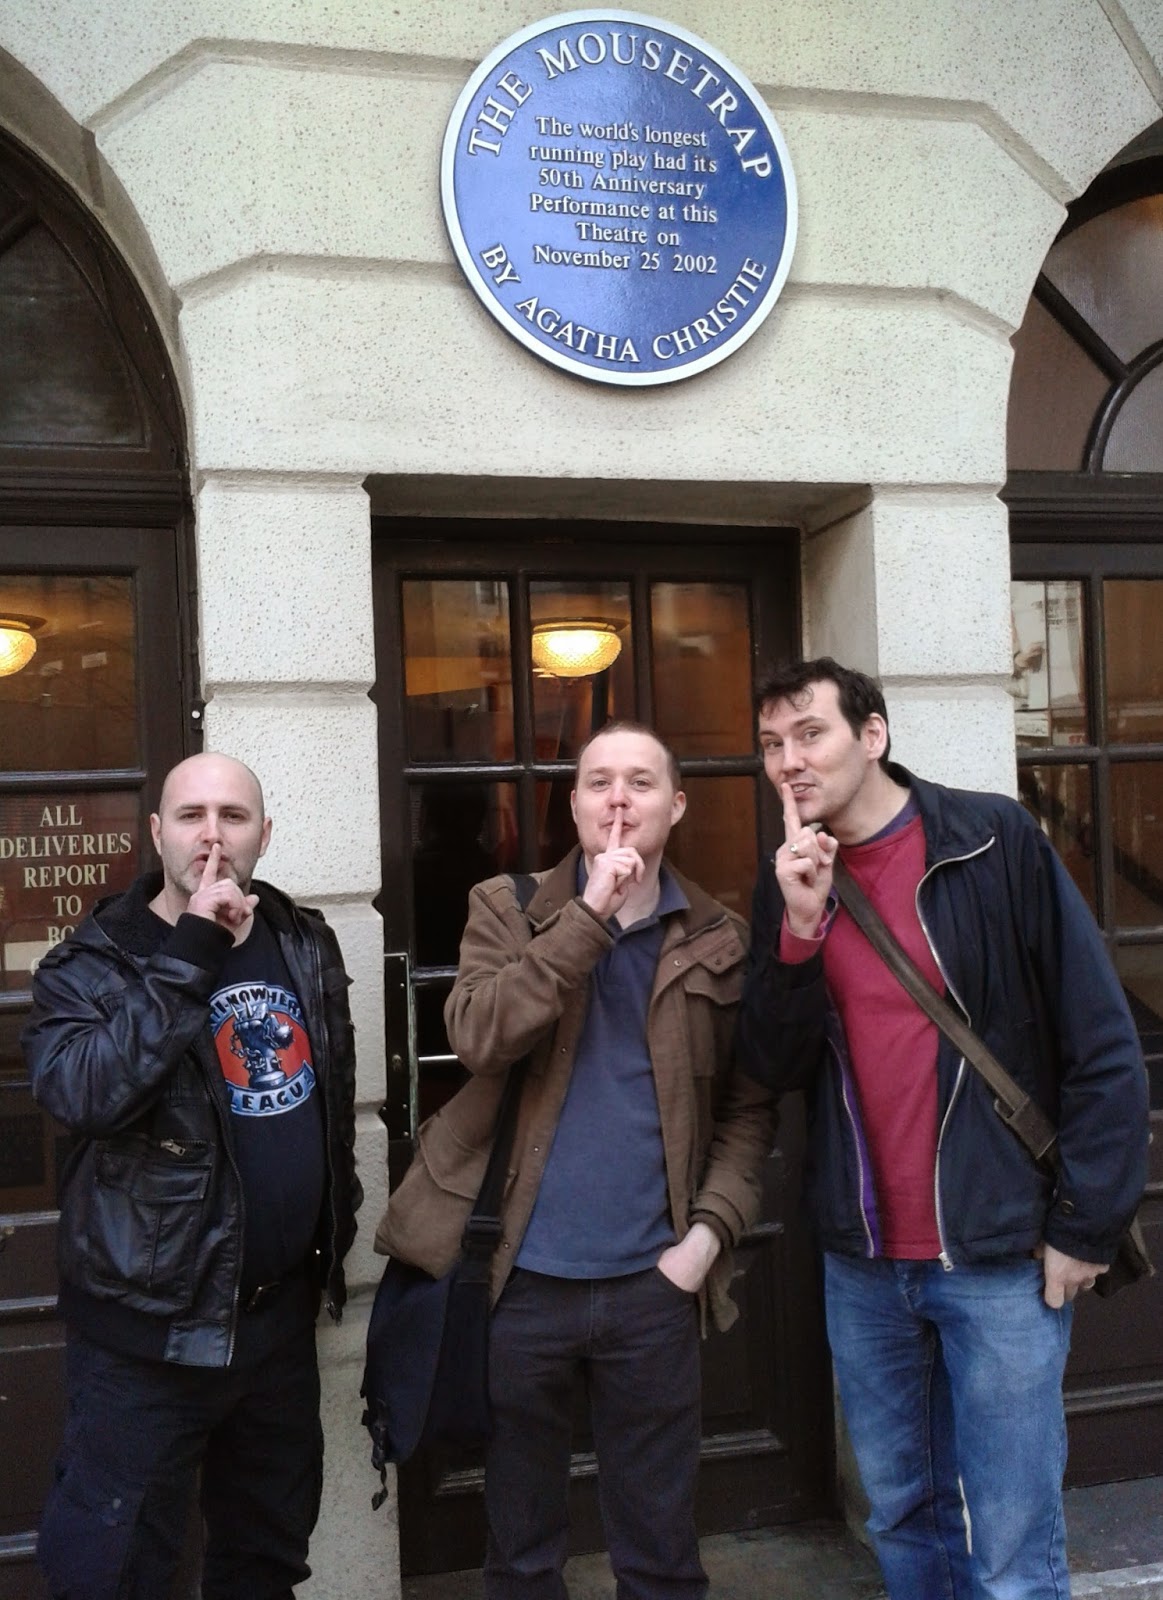 THE MOUSETRAP
The world's longest
running play had its
50th Anniversary
Performance at this
Theatre on
November 25 2002
BY AGATHA CHRISTIE
ALL
DELIVERIES
REPORT
TO
LEAGU